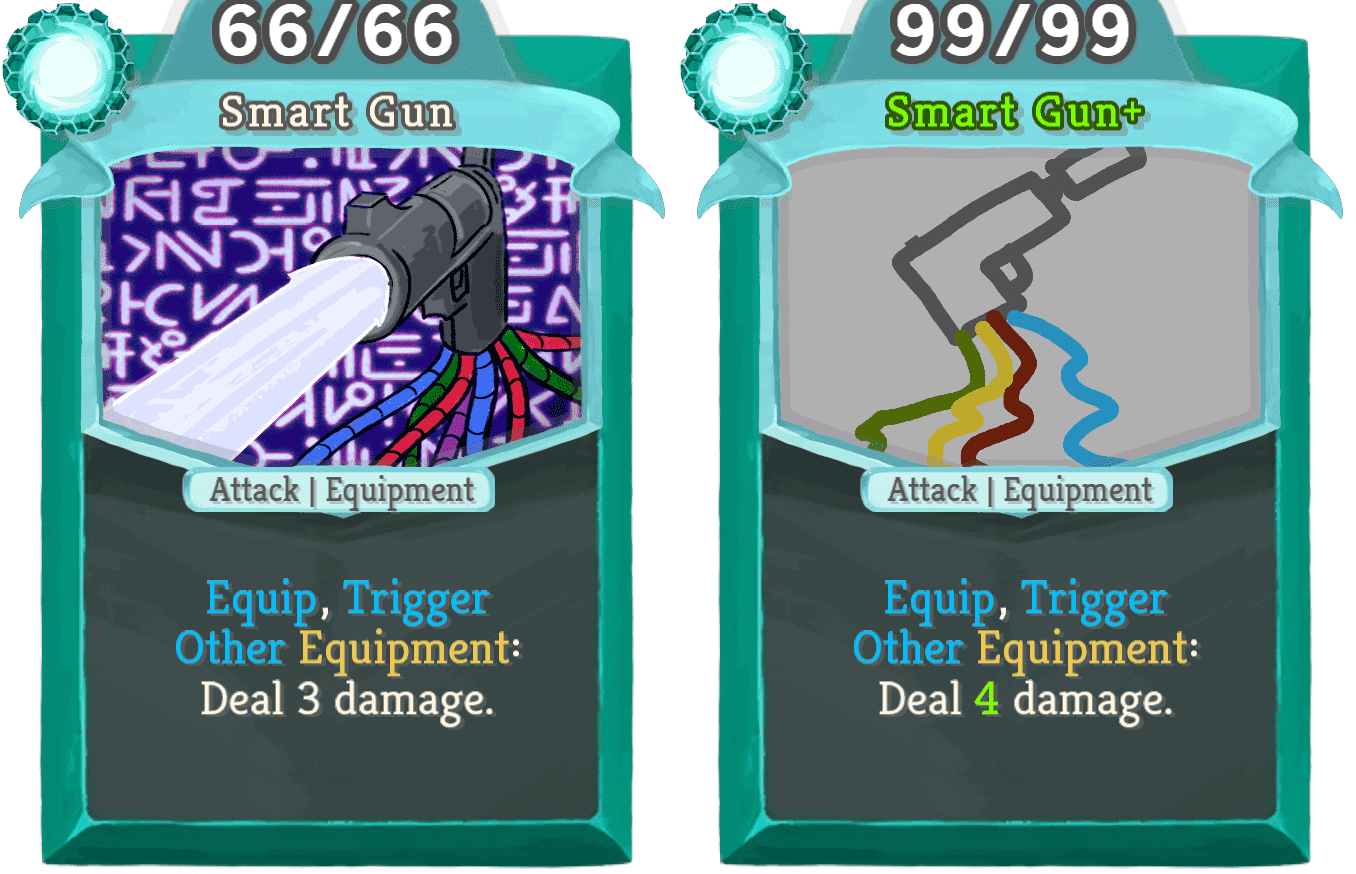 66/66
Smart Gun
Attack | Equipment
Equip, Trigger
Other Equipment:
Deal 3 damage.
99/99
Smart Gun+
Attack | Equipment
Equip, Trigger
Other Equipment:
Deal 4 damage.